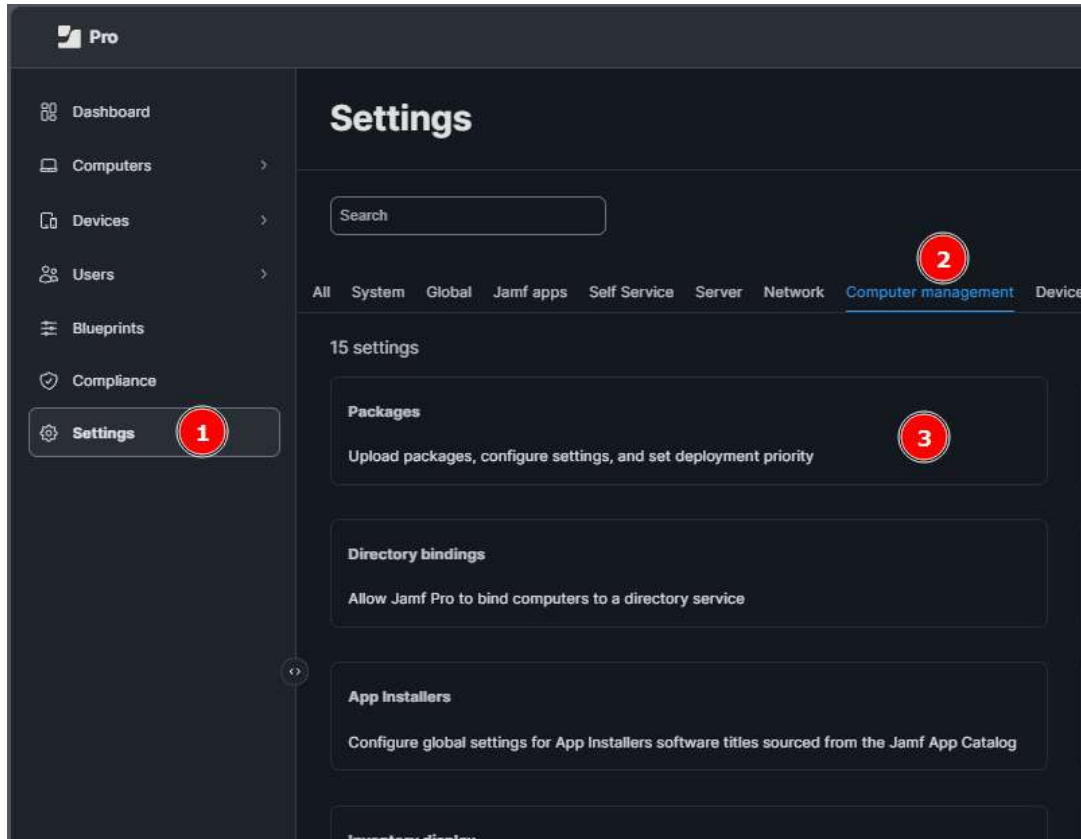 Pro
Dashboard
Computers
Devices
Users
Blueprints
Compliance
Settings
1
Settings
Search
2
All System Global Jamf apps Self Service Server Network Computer management Device
15 settings
Packages
Upload packages, configure settings, and set deployment priority
3
Directory bindings
Allow Jamf Pro to bind computers to a directory service
App Installers
Configure global settings for App Installers software titles sourced from the Jamf App Catalog
Inventory display